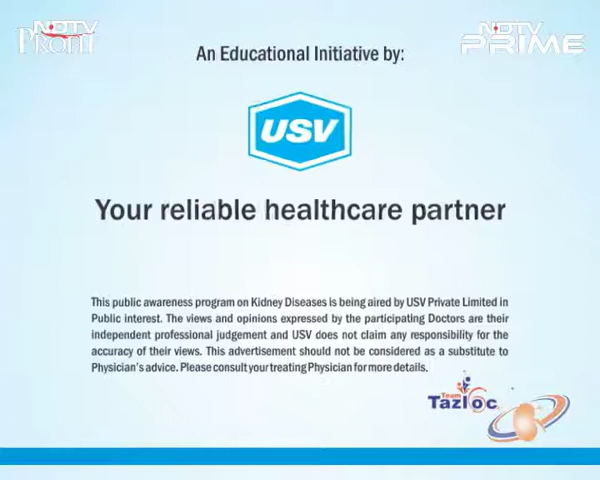 NDTV
PROFIT
NDTV
PRIME
An Educational Initiative by:
USV
Your reliable healthcare partner
This public awareness program on Kidney Diseases is being aired by USV Private Limited in
Public interest. The views and opinions expressed by the participating Doctors are their
independent professional judgement and USV does not claim any responsibility for the
accuracy of their views. This advertisement should not be considered as a substitute to
Physician's advice. Please consult your treating Physician for more details.
Team
Tazloc